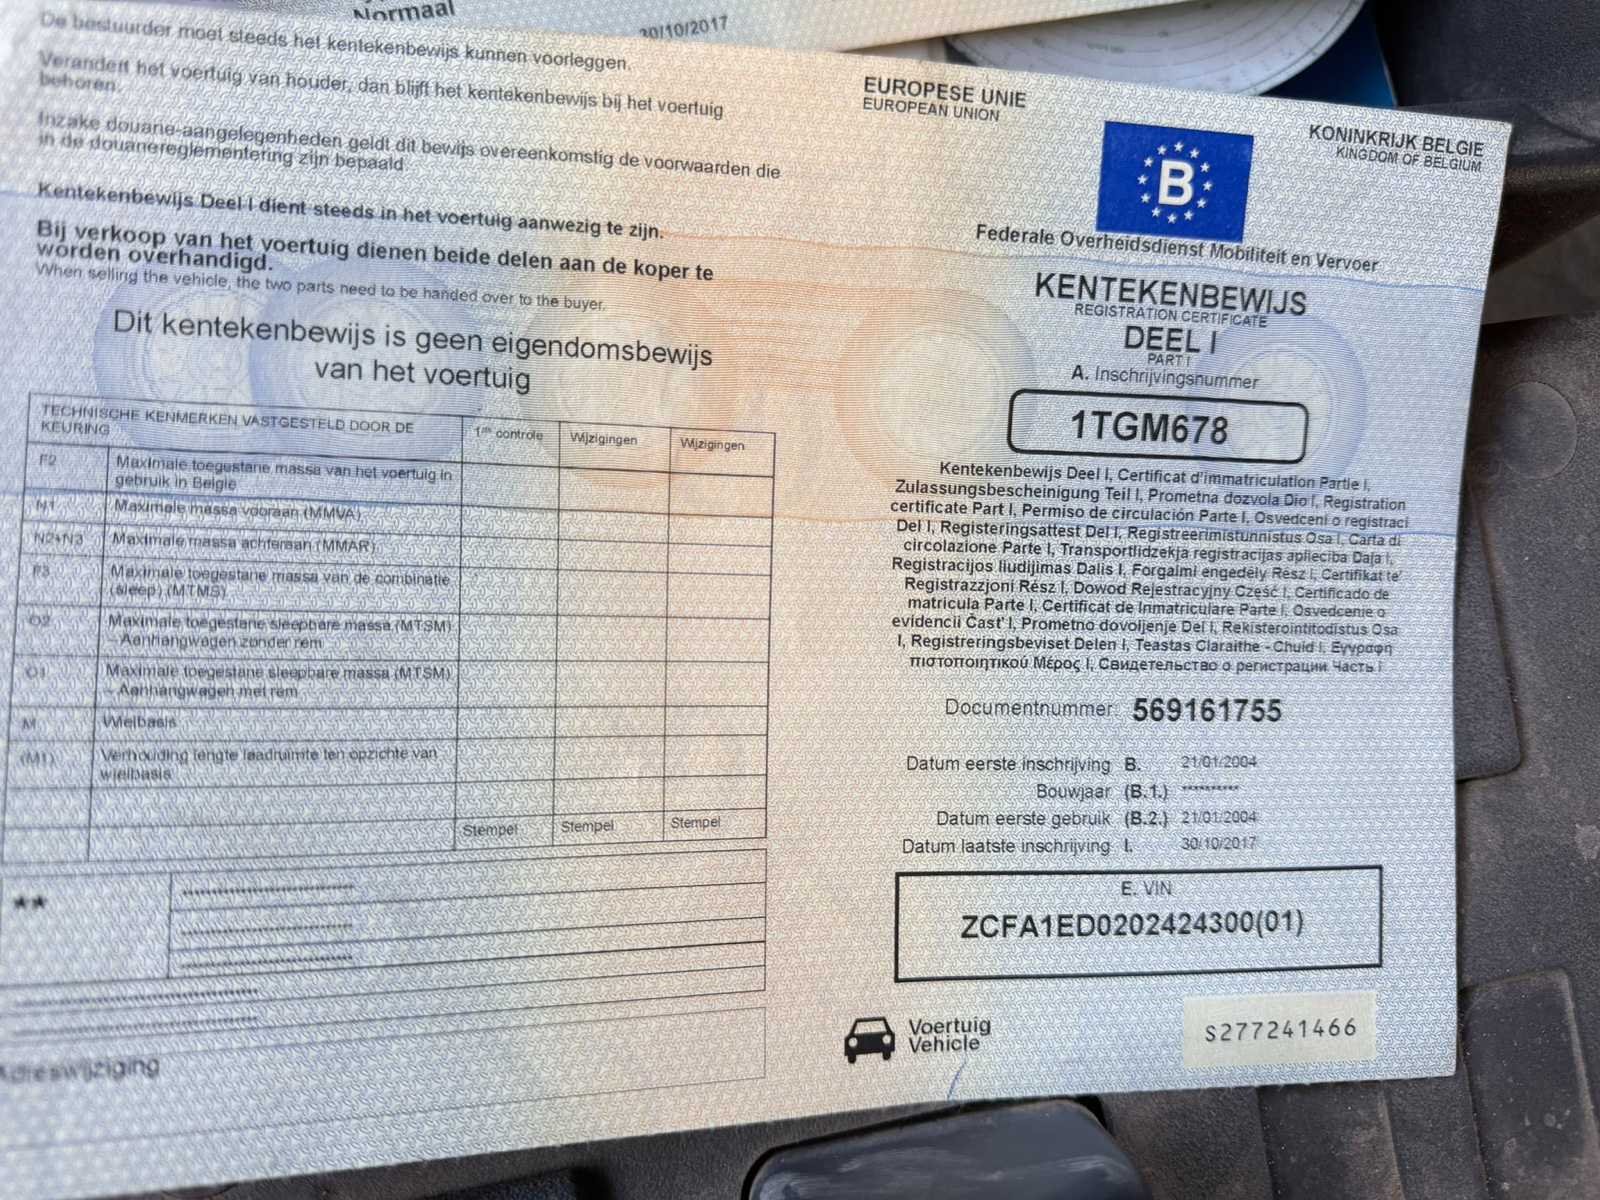 Normaal
30/10/2017
De bestuurder moet steeds het kentekenbewijs kunnen voorleggen.
Verandert het voertuig van houder, dan blijft het kentekenbewijs bij het voertuig
behoren.
Inzake douane-aangelegenheden geldt dit bewijs overeenkomstig de voorwaarden die
in de douanereglementering zijn bepaald
Kentekenbewijs Deel I dient steeds in het voertuig aanwezig te zijn.
Bij verkoop van het voertuig dienen beide delen aan de koper te
worden overhandigd.
When selling the vehicle, the two parts need to be handed over to the buyer.
Dit kentekenbewijs is geen eigendomsbewijs
van het voertuig
TECHNISCHE KENMERKEN VASTGESTELD DOOR DE
KEURING
1ste controle
Wijzigingen
Wijzigingen
F2
Maximale toegestane massa van het voertuig in
gebruik in België
N1
Maximale massa vooraan (MMVA)
N2+N3
Maximale massa achteraan (MMAR)
F3
Maximale toegestane massa van de combinatie
(sleep) (MTMS)
O2
Maximale toegestane sleepbare massa (MTSM)
– Aanhangwagen zonder rem
O1
Maximale toegestane sleepbare massa (MTSM)
– Aanhangwagen met rem
M
Wielbasis
(M1)
Verhouding lengte laadruimte ten opzichte van
wielbasis
Stempel
Stempel
Stempel
**
Adreswijziging
EUROPESE UNIE
EUROPEAN UNION
KONINKRIJK BELGIE
KINGDOM OF BELGIUM
B
Federale Overheidsdienst Mobiliteit en Vervoer
KENTEKENBEWIJS
REGISTRATION CERTIFICATE
DEEL I
PART I
A. Inschrijvingsnummer
1TGM678
Kentekenbewijs Deel I, Certificat d'immatriculation Partie I,
Zulassungsbescheinigung Teil I, Prometna dozvola Dio I, Registration
certificate Part I, Permiso de circulación Parte I, Osvedceni o registraci
Del I, Registeringsattest Del I, Registreerimistunnistus Osa I, Carta di
circolazione Parte I, Transportlidzekja registracijas aplieciba Daja I,
Registracijos liudijimas Dalis I, Forgalmi engedély Rész I, Certifikat te'
Registrazzjoni Rész I, Dowod Rejestracyjny Część I, Certificado de
matricula Parte I, Certificat de Inmatriculare Parte I, Osvedcenie o
evidencii Čast' I, Prometno dovoljenje Del I, Rekisterointitodistus Osa
I, Registreringsbeviset Delen I, Teastas Claraithe - Chuid I, Εγγραφη
πιστοποιητικού Μέρος I, Свидетельство о регистрации Часть I
Documentnummer 569161755
Datum eerste inschrijving B. 21/01/2004
Bouwjaar (B.1.) **********
Datum eerste gebruik (B.2.) 21/01/2004
Datum laatste inschrijving I. 30/10/2017
E. VIN
ZCFA1ED0202424300(01)
Voertuig
Vehicle
S277241466